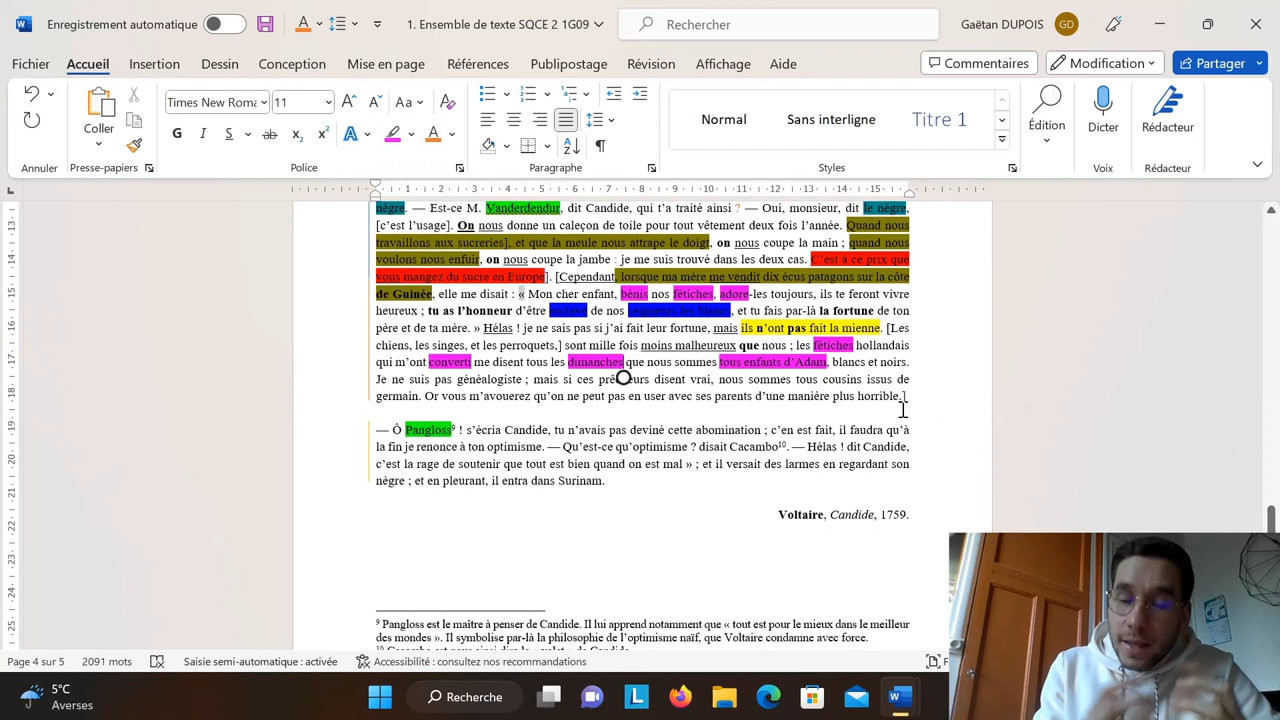 Enregistrement automatique
1. Ensemble de texte SQCE 2 1G09
Rechercher
Gaëtan DUPOIS
GD
Fichier
Accueil
Insertion
Dessin
Conception
Mise en page
Références
Publipostage
Révision
Affichage
Aide
Commentaires
Modification
Partager
Coller
Times New Roma
11
Normal
Sans interligne
Titre 1
Édition
Dicter
Rédacteur
Annuler
Presse-papiers
Police
Paragraphe
Styles
Voix
Rédacteur
nègre. — Est-ce M. Vanderdendur, dit Candide, qui t'a traité ainsi ? — Oui, monsieur, dit le nègre,
[c'est l'usage]. On nous donne un caleçon de toile pour tout vêtement deux fois l'année. Quand nous
travaillons aux sucreries], et que la meule nous attrape le doigt, on nous coupe la main ; quand nous
voulons nous enfuir, on nous coupe la jambe : je me suis trouvé dans les deux cas. C'est à ce prix que
vous mangez du sucre en Europe]. [Cependant, lorsque ma mère me vendit dix écus patagons sur la côte
de Guinée, elle me disait : « Mon cher enfant, bénis nos fétiches, adore-les toujours, ils te feront vivre
heureux ; tu as l'honneur d'être esclave de nos seigneurs les blancs, et tu fais par-là la fortune de ton
père et de ta mère. » Hélas ! je ne sais pas si j'ai fait leur fortune, mais ils n'ont pas fait la mienne. [Les
chiens, les singes, et les perroquets,] sont mille fois moins malheureux que nous ; les fétiches hollandais
qui m'ont converti me disent tous les dimanches que nous sommes tous enfants d'Adam, blancs et noirs.
Je ne suis pas généalogiste ; mais si ces prêcheurs disent vrai, nous sommes tous cousins issus de
germain. Or vous m'avouerez qu'on ne peut pas en user avec ses parents d'une manière plus horrible.]
— Ô Pangloss⁹ ! s'écria Candide, tu n'avais pas deviné cette abomination ; c'en est fait, il faudra qu'à
la fin je renonce à ton optimisme. — Qu'est-ce qu'optimisme ? disait Cacambo¹⁰. — Hélas ! dit Candide,
c'est la rage de soutenir que tout est bien quand on est mal » ; et il versait des larmes en regardant son
nègre ; et en pleurant, il entra dans Surinam.
Voltaire, Candide, 1759.
⁹ Pangloss est le maître à penser de Candide. Il lui apprend notamment que « tout est pour le mieux dans le meilleur
des mondes ». Il symbolise par-là la philosophie de l'optimisme naïf, que Voltaire condamne avec force.
Page 4 sur 5
2091 mots
Saisie semi-automatique : activée
Accessibilité : consultez nos recommandations
5°C
Averses
Recherche